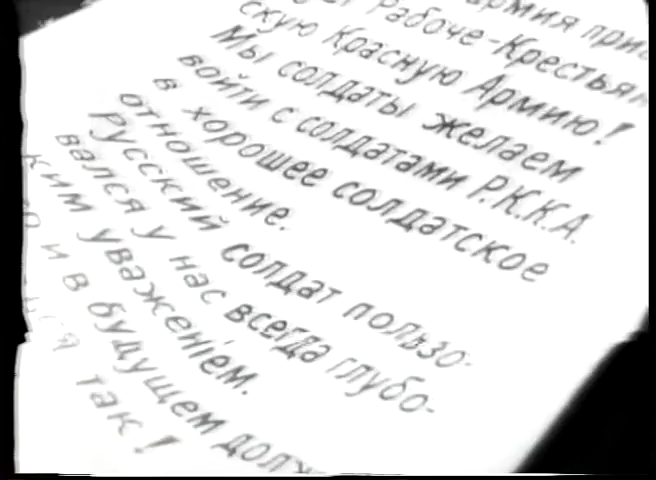 армия
Рабоче-Крестьян
скую Красную Армию!
Мы солдаты желаем
войти с солдатами Р.К.К.А.
в хорошее солдатское
отношение.
Русский солдат пользо-
вался у нас всегда глубо-
ким уваженіем.
и в будущем долж
так!